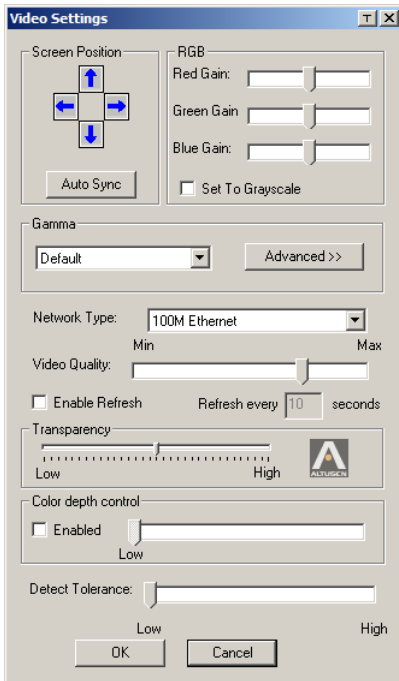 Video Settings
Screen Position
Auto Sync
RGB
Red Gain:
Green Gain
Blue Gain:
Set To Grayscale
Gamma
Default
Advanced >>
Network Type:
100M Ethernet
Min Max
Video Quality:
Enable Refresh Refresh every 10 seconds
Transparency
Low High
ALTUSEN
Color depth control
Enabled
Low
Detect Tolerance:
Low High
OK Cancel